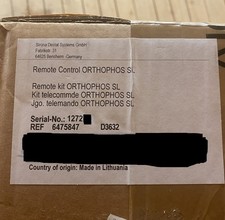 Sirona Dental Systems GmbH
Fabrikstr. 31
64625 Bensheim Germany
Remote Control ORTHOPHOS SL
Remote kit ORTHOPHOS SL
Kit telecommde ORTHOPHOS SL
Jgo. telemando ORTHOPHOS SL
Serial-No.: 1272
REF 6475847 D3632
Country of origin: Made in Lithuania